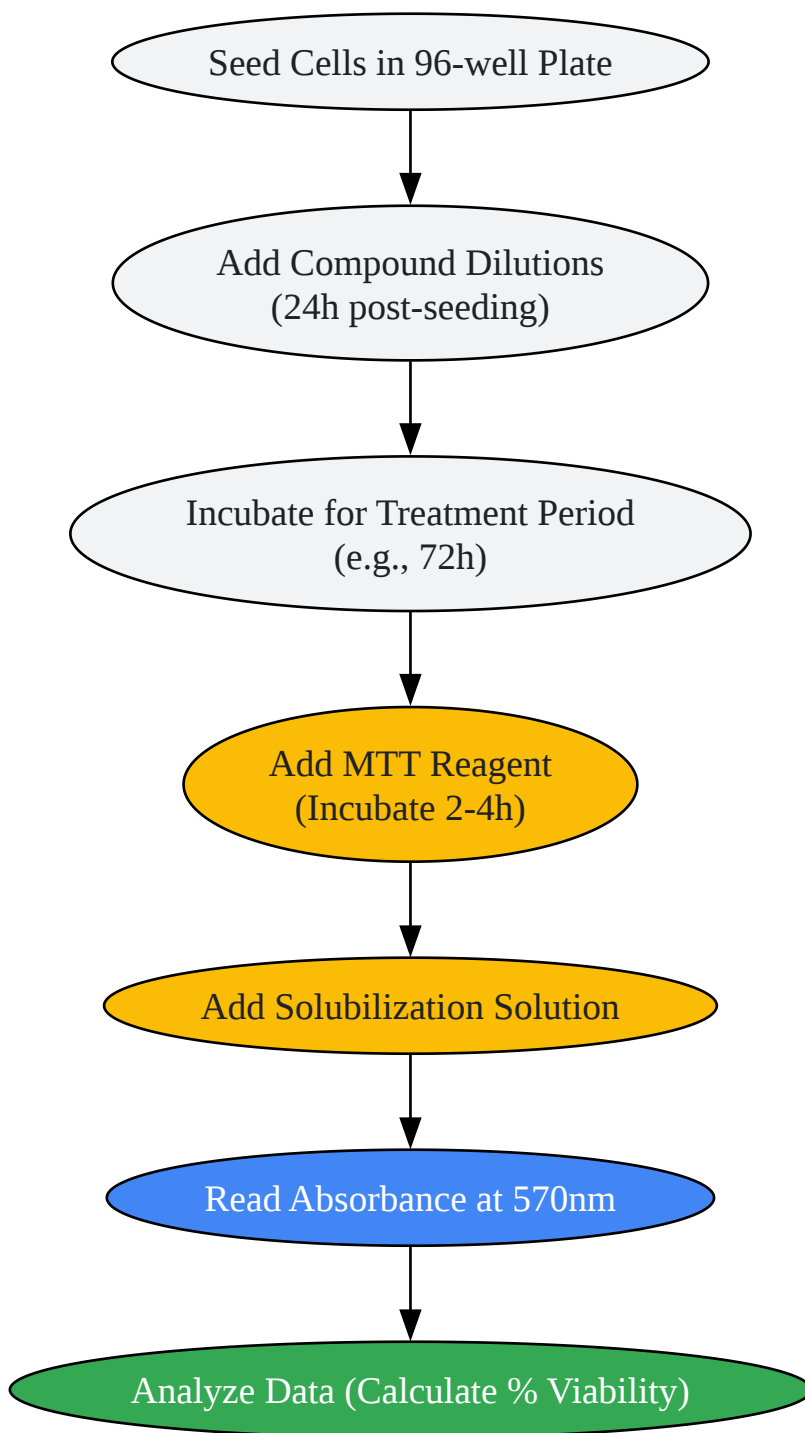 Seed Cells in 96-well Plate
Add Compound Dilutions
(24h post-seeding)
Incubate for Treatment Period
(e.g., 72h)
Add MTT Reagent
(Incubate 2-4h)
Add Solubilization Solution
Read Absorbance at 570nm
Analyze Data (Calculate % Viability)